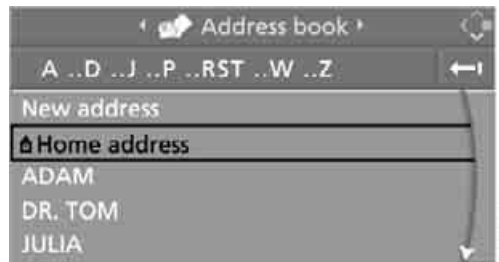 Address book
A ..D ..J ..P ..RST ..W ..Z
New address
Home address
ADAM
DR. TOM
JULIA